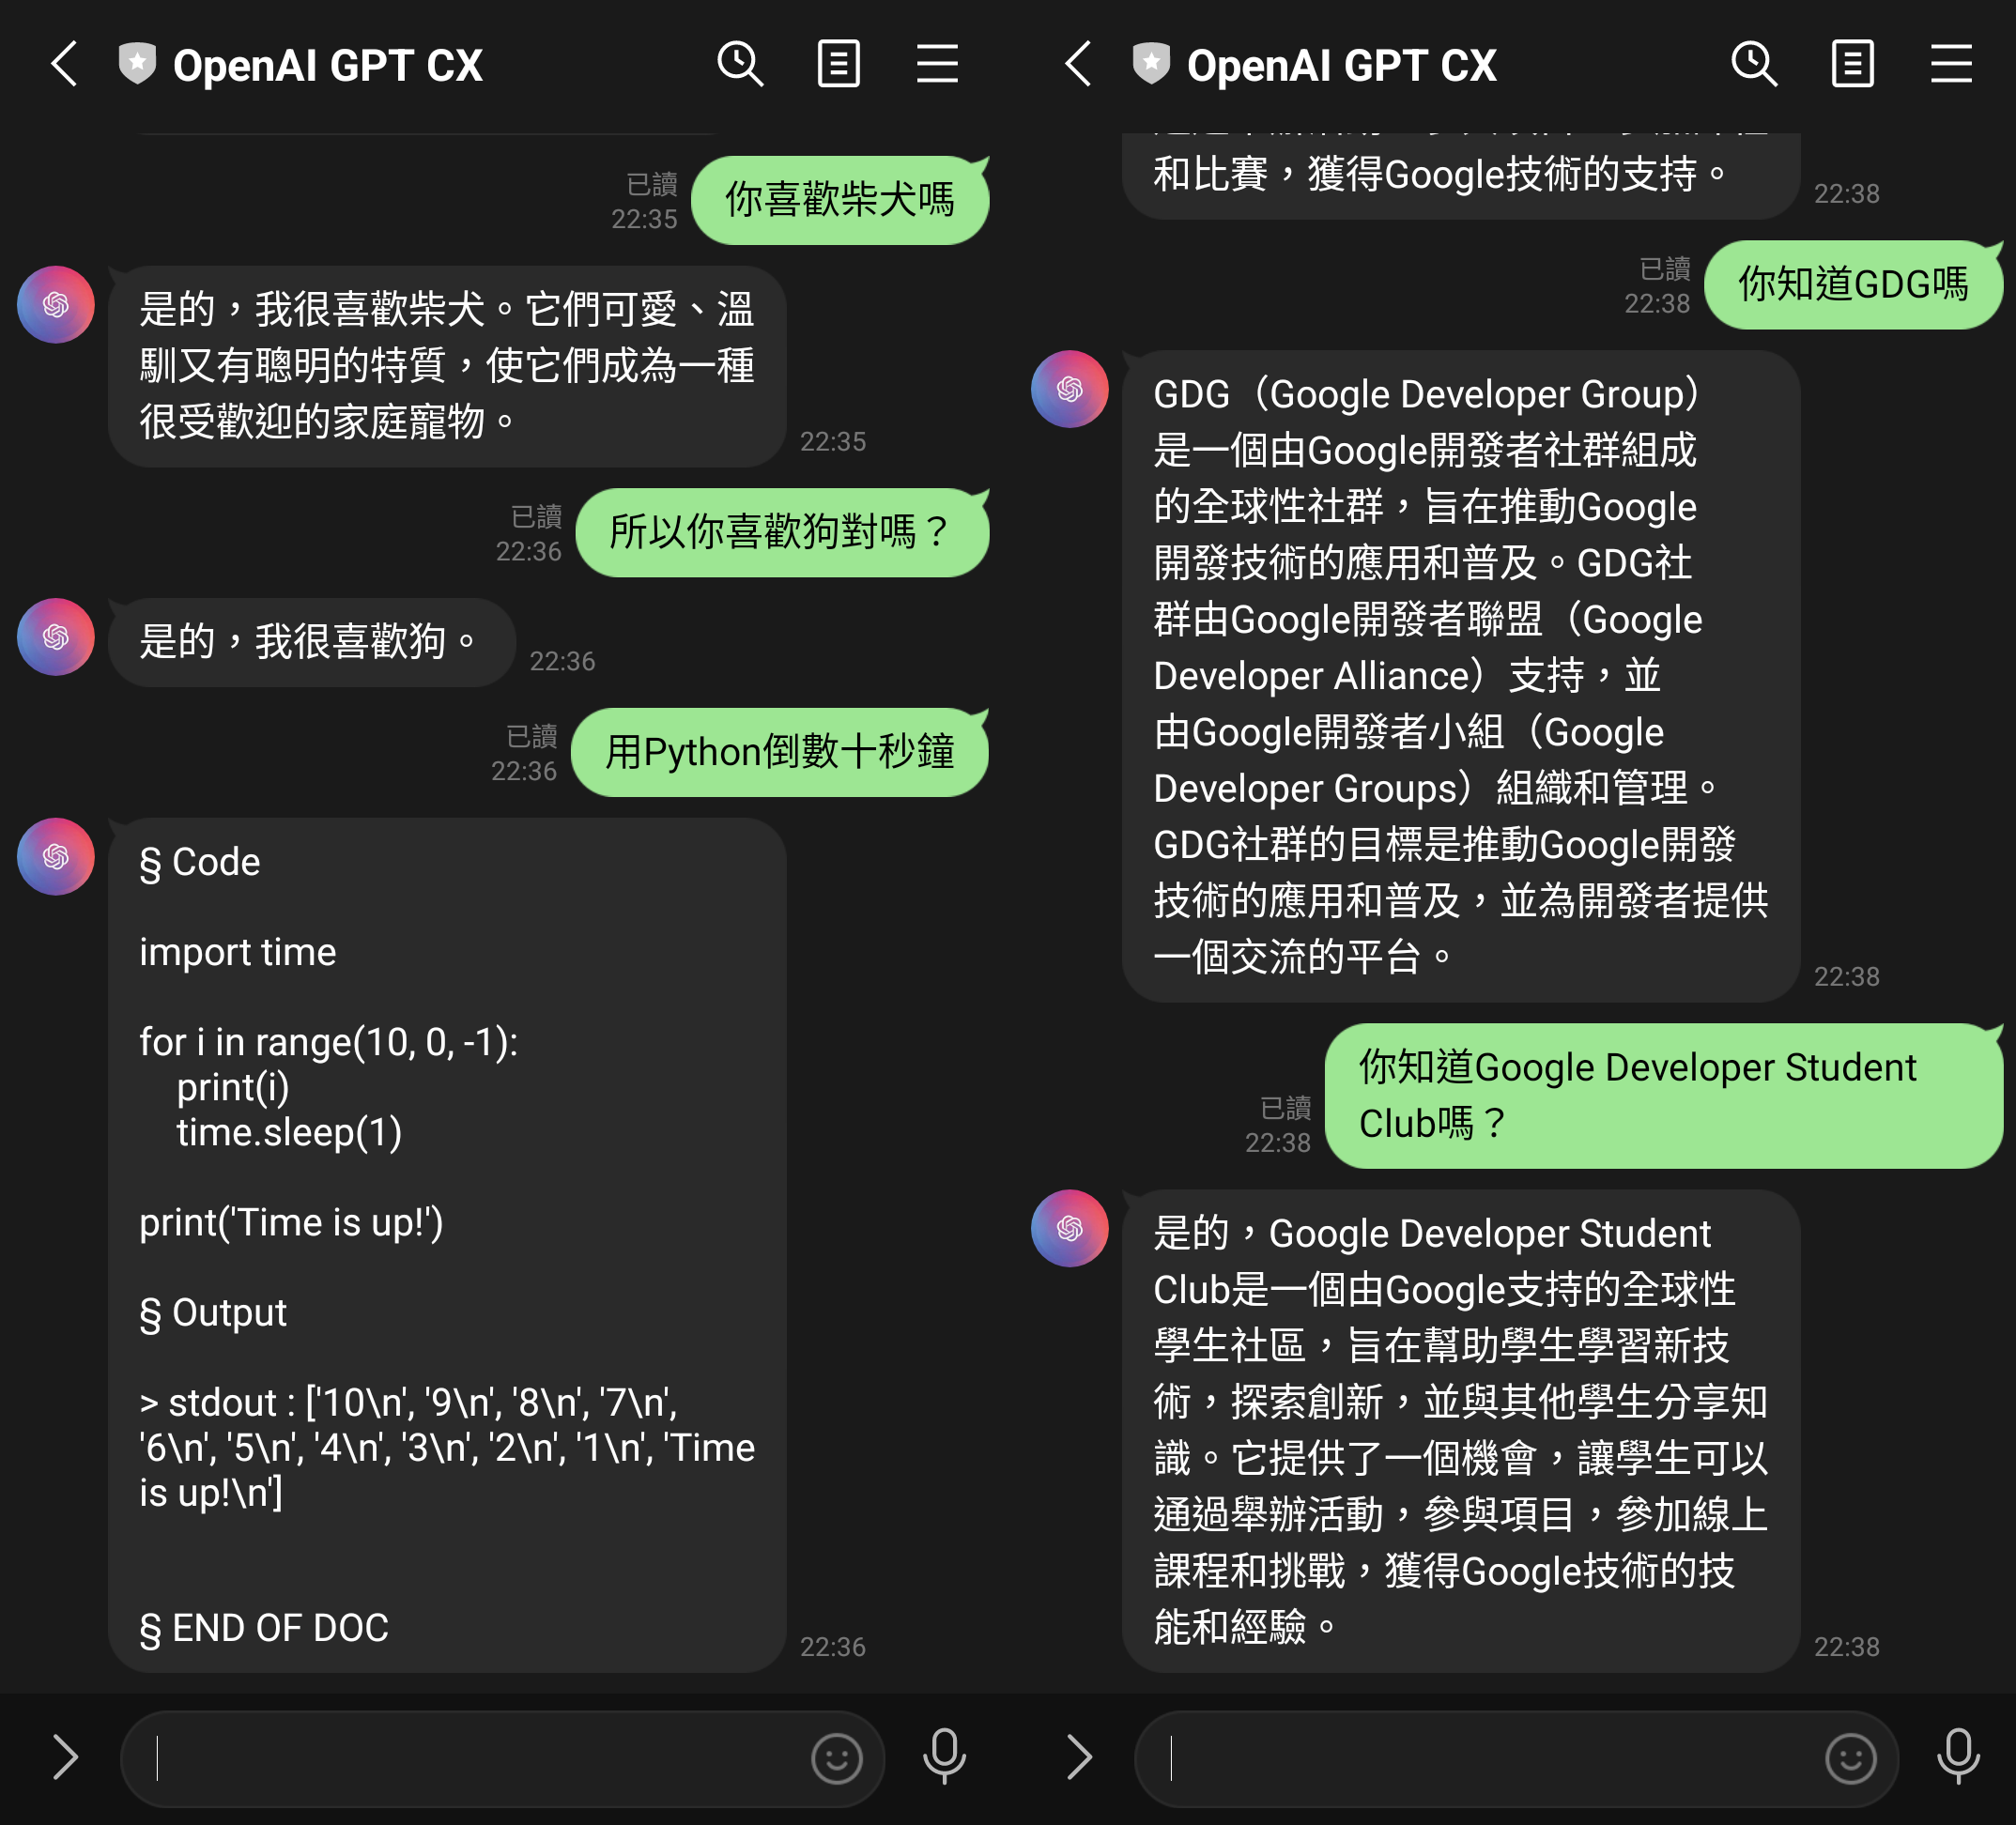 OpenAI GPT CX
已讀
22:35
你喜歡柴犬嗎
是的，我很喜歡柴犬。它們可愛、溫
馴又有聰明的特質，使它們成為一種
很受歡迎的家庭寵物。
22:35
已讀
22:36
所以你喜歡狗對嗎？
是的，我很喜歡狗。
22:36
已讀
22:36
用Python倒數十秒鐘
§ Code
import time
for i in range(10, 0, -1):
    print(i)
    time.sleep(1)
print('Time is up!')
§ Output
> stdout : ['10\n', '9\n', '8\n', '7\n',
'6\n', '5\n', '4\n', '3\n', '2\n', '1\n', 'Time
is up!\n']
§ END OF DOC
22:36
OpenAI GPT CX
和比賽，獲得Google技術的支持。
22:38
已讀
22:38
你知道GDG嗎
GDG（Google Developer Group）
是一個由Google開發者社群組成
的全球性社群，旨在推動Google
開發技術的應用和普及。GDG社
群由Google開發者聯盟（Google
Developer Alliance）支持，並
由Google開發者小組（Google
Developer Groups）組織和管理。
GDG社群的目標是推動Google開發
技術的應用和普及，並為開發者提供
一個交流的平台。
22:38
已讀
22:38
你知道Google Developer Student
Club嗎？
是的，Google Developer Student
Club是一個由Google支持的全球性
學生社區，旨在幫助學生學習新技
術，探索創新，並與其他學生分享知
識。它提供了一個機會，讓學生可以
通過舉辦活動，參與項目，參加線上
課程和挑戰，獲得Google技術的技
能和經驗。
22:38